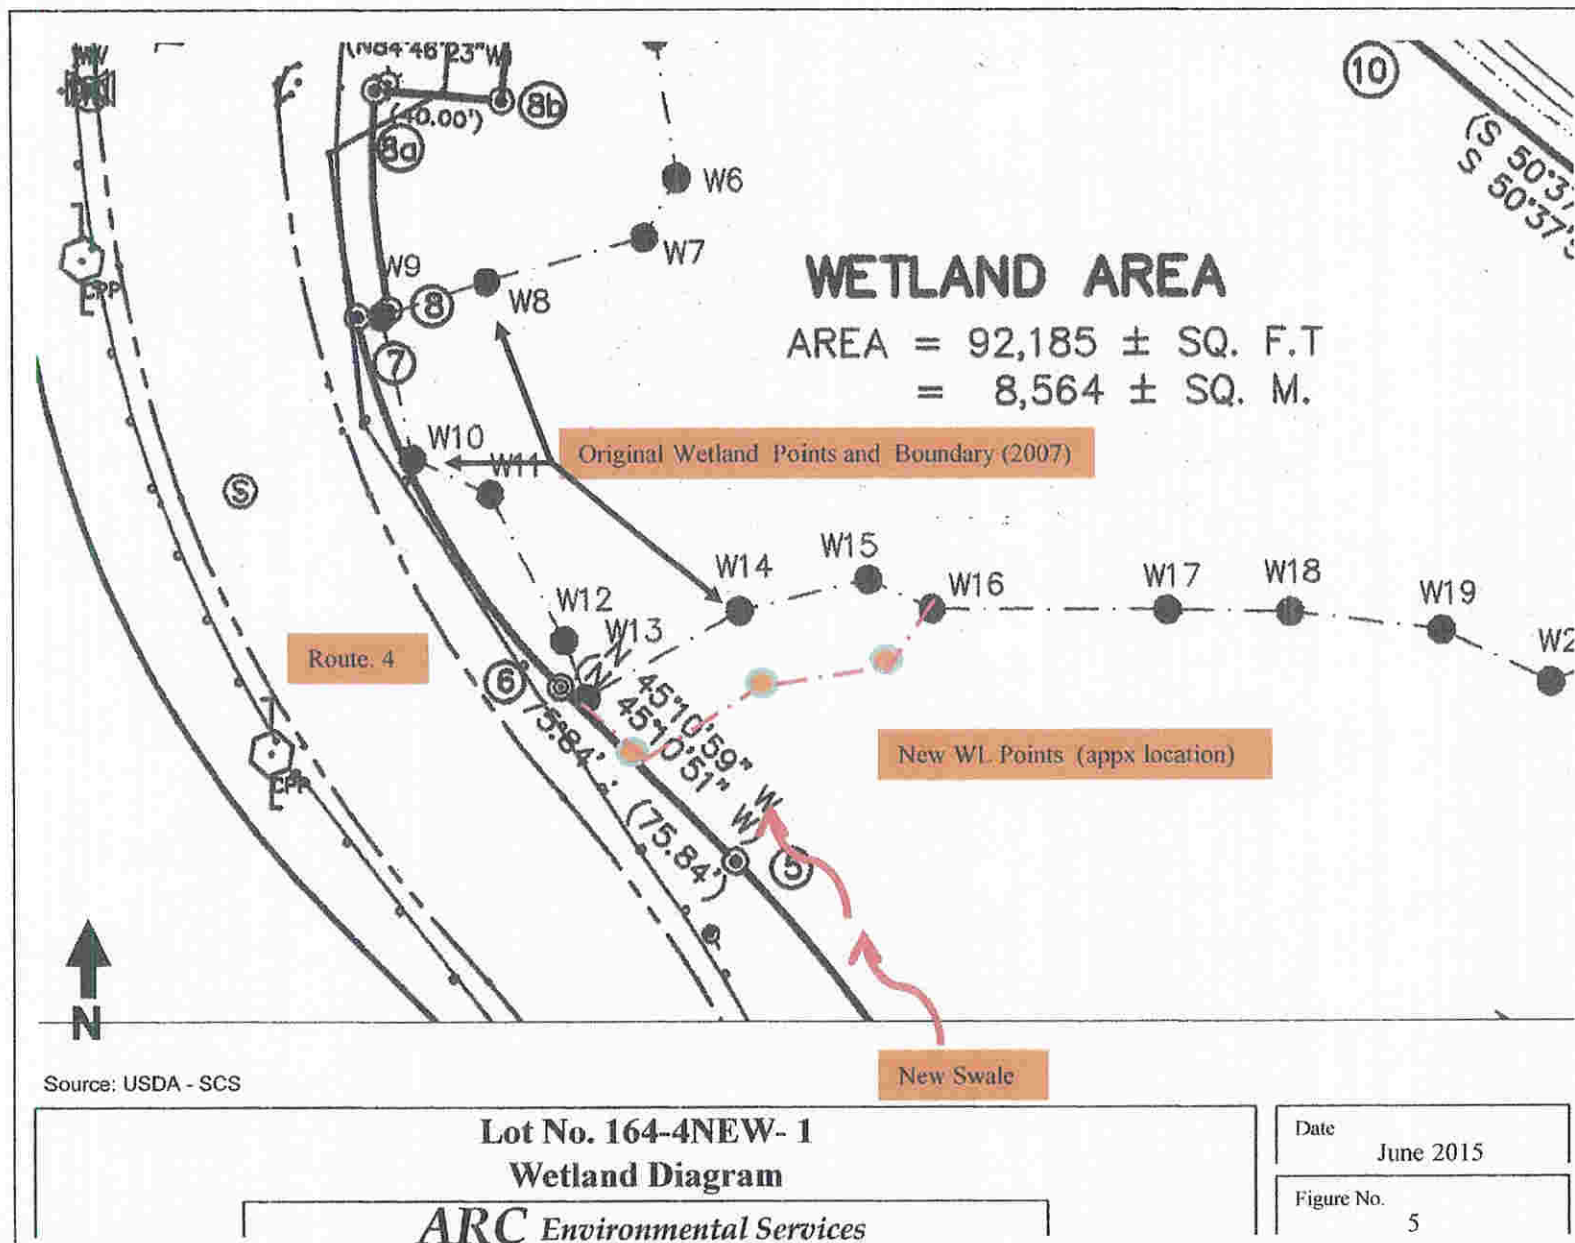 (N84°46'23"W)
10
8b
(40.00')
8a
W6
(S 50°37'
S 50°37'5
W7
W9
8
W8
WETLAND AREA
AREA = 92,185 ± SQ. F.T
= 8,564 ± SQ. M.
CPP
7
W10
Original Wetland Points and Boundary (2007)
W11
S
W15
W14
W16
W17
W18
W19
W12
W13
W2
Route. 4
6
(N 45°10'59" W
N 45°10'51" W)
75.84'
(75.84')
New WL Points (appx location)
CPP
5
N
New Swale
Source: USDA - SCS
Lot No. 164-4NEW- 1
Wetland Diagram
ARC Environmental Services
Date
June 2015
Figure No.
5